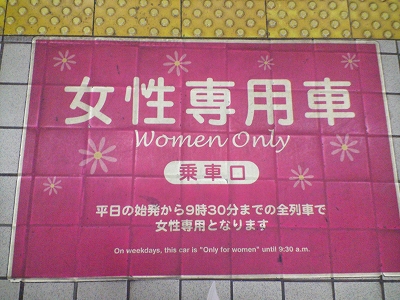 女性専用車
Women Only
乗車口
平日の始発から9時30分までの全列車で
女性専用となります
On weekdays, this car is "Only for women" until 9:30 a.m.